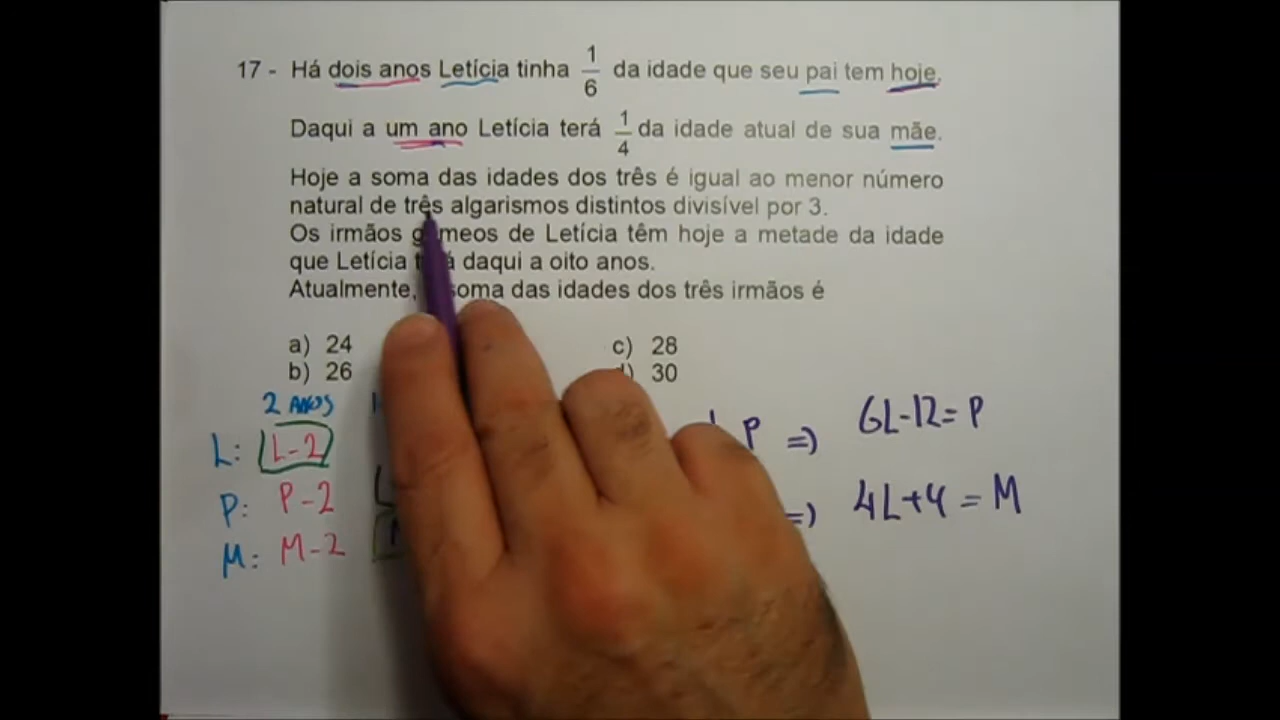 17 - Há dois anos Letícia tinha 1/6 da idade que seu pai tem hoje.
Daqui a um ano Letícia terá 1/4 da idade atual de sua mãe.
Hoje a soma das idades dos três é igual ao menor número
natural de três algarismos distintos divisível por 3.
Os irmãos gêmeos de Letícia têm hoje a metade da idade
que Letícia daqui a oito anos.
Atualmente, soma das idades dos três irmãos é
a) 24 c) 28
b) 26 30
2 ANOS
L: L-2 P => 6L-12=P
P: P-2 => 4L+4=M
M: M-2